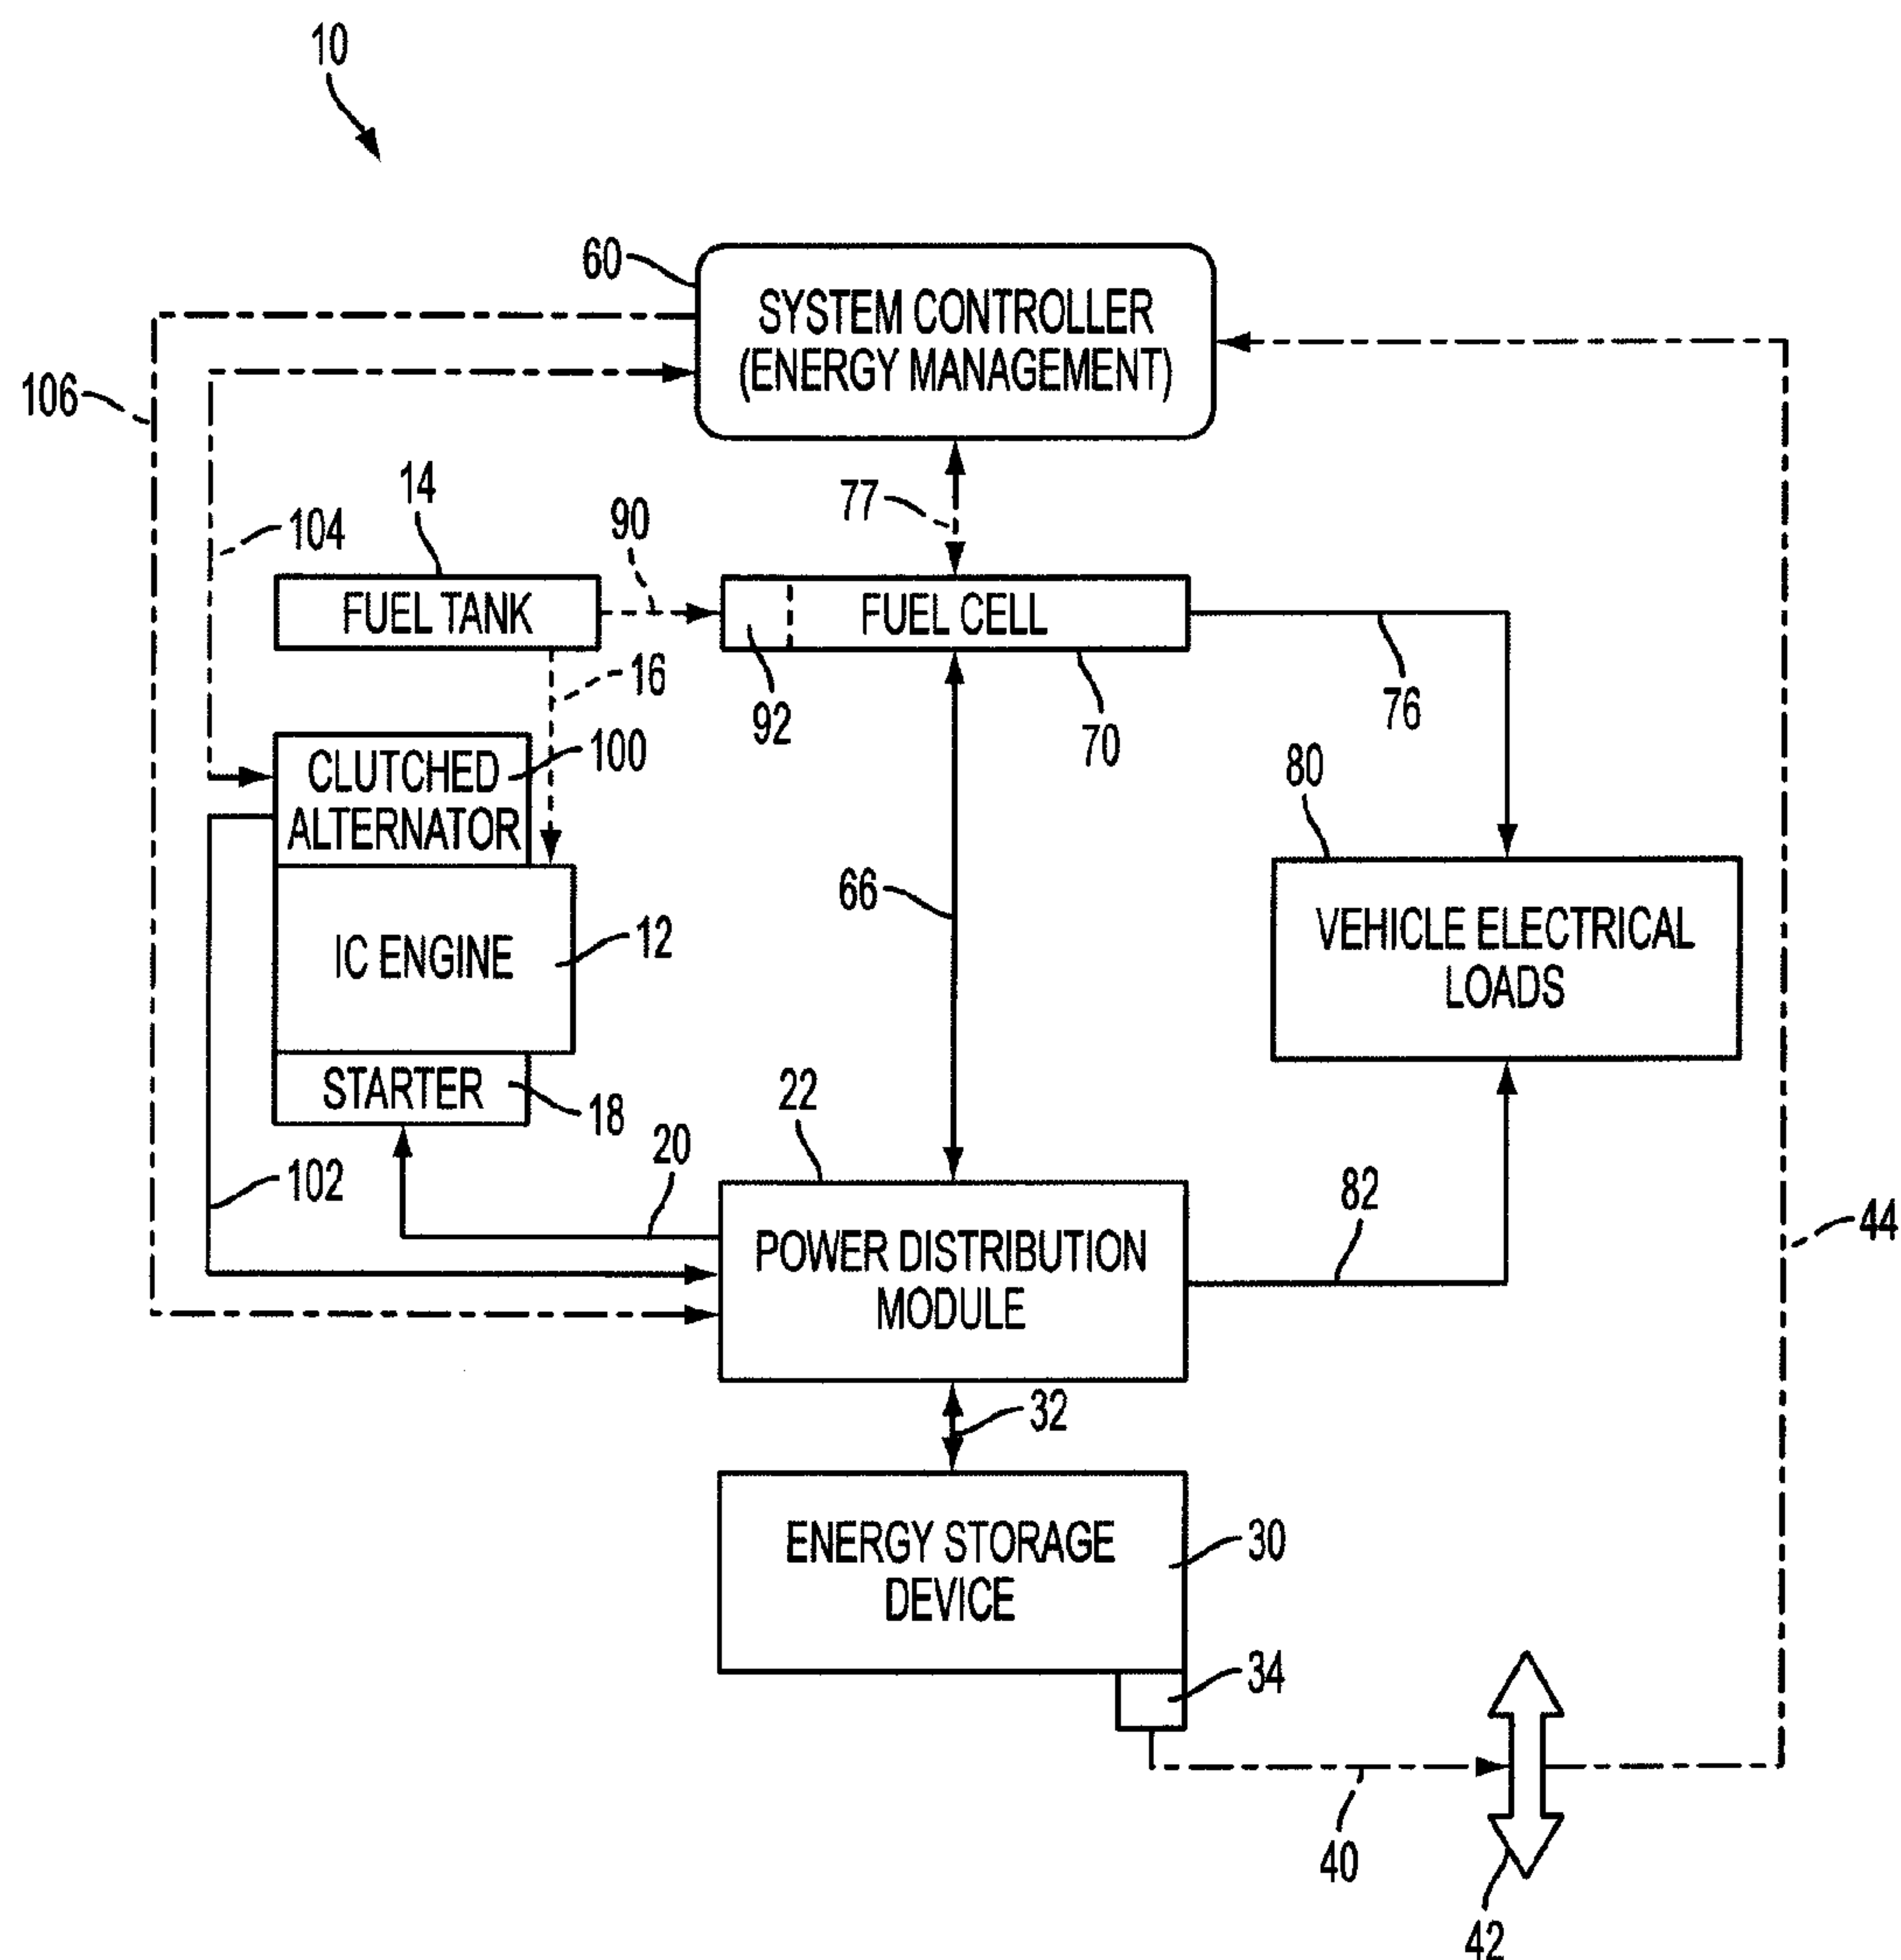 10
60
SYSTEM CONTROLLER
(ENERGY MANAGEMENT)
106
104
14
90
77
FUEL TANK
FUEL CELL
16
92
70
76
CLUTCHED
ALTERNATOR
100
80
66
IC ENGINE
12
VEHICLE ELECTRICAL
LOADS
STARTER
18
22
20
102
82
44
POWER DISTRIBUTION
MODULE
32
ENERGY STORAGE
DEVICE
30
34
40
42